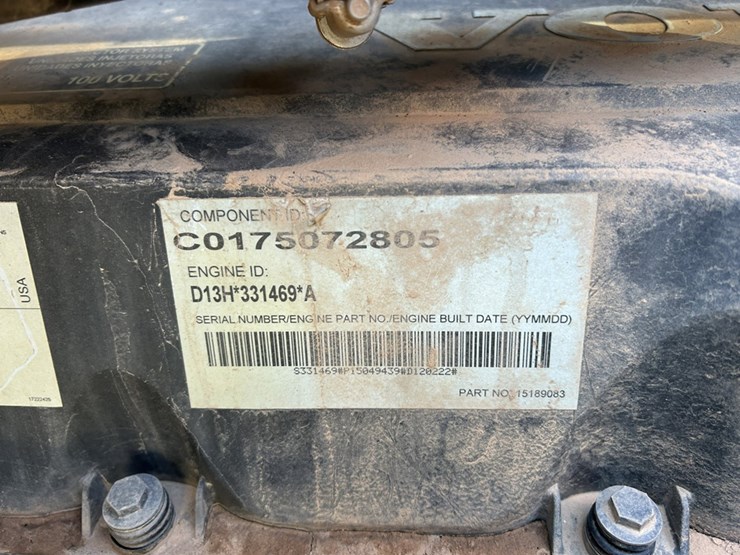 VO
100 VOLTS
COMPONENT ID:
C0175072805
ENGINE ID:
D13H*331469*A
SERIAL NUMBER/ENGINE PART NO./ENGINE BUILT DATE (YYMMDD)
S331469#P15049439#D120222#
PART NO. 15189083
USA